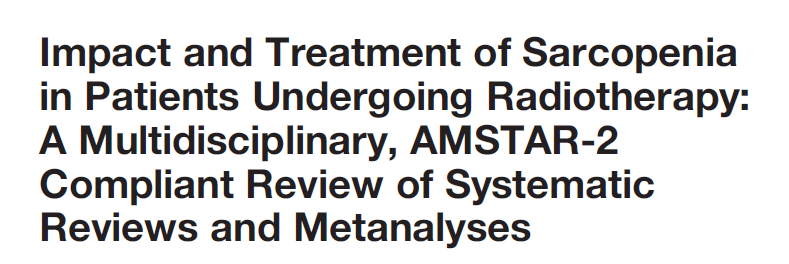 Impact and Treatment of Sarcopenia
in Patients Undergoing Radiotherapy:
A Multidisciplinary, AMSTAR-2
Compliant Review of Systematic
Reviews and Metanalyses